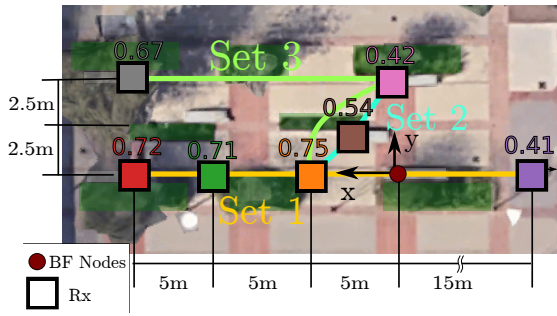 0.67
Set 3
0.42
2.5m
0.54
Set 2
2.5m
0.72
0.71
0.75
y
0.41
x
Set 1
BF Nodes
Rx
5m
5m
5m
15m